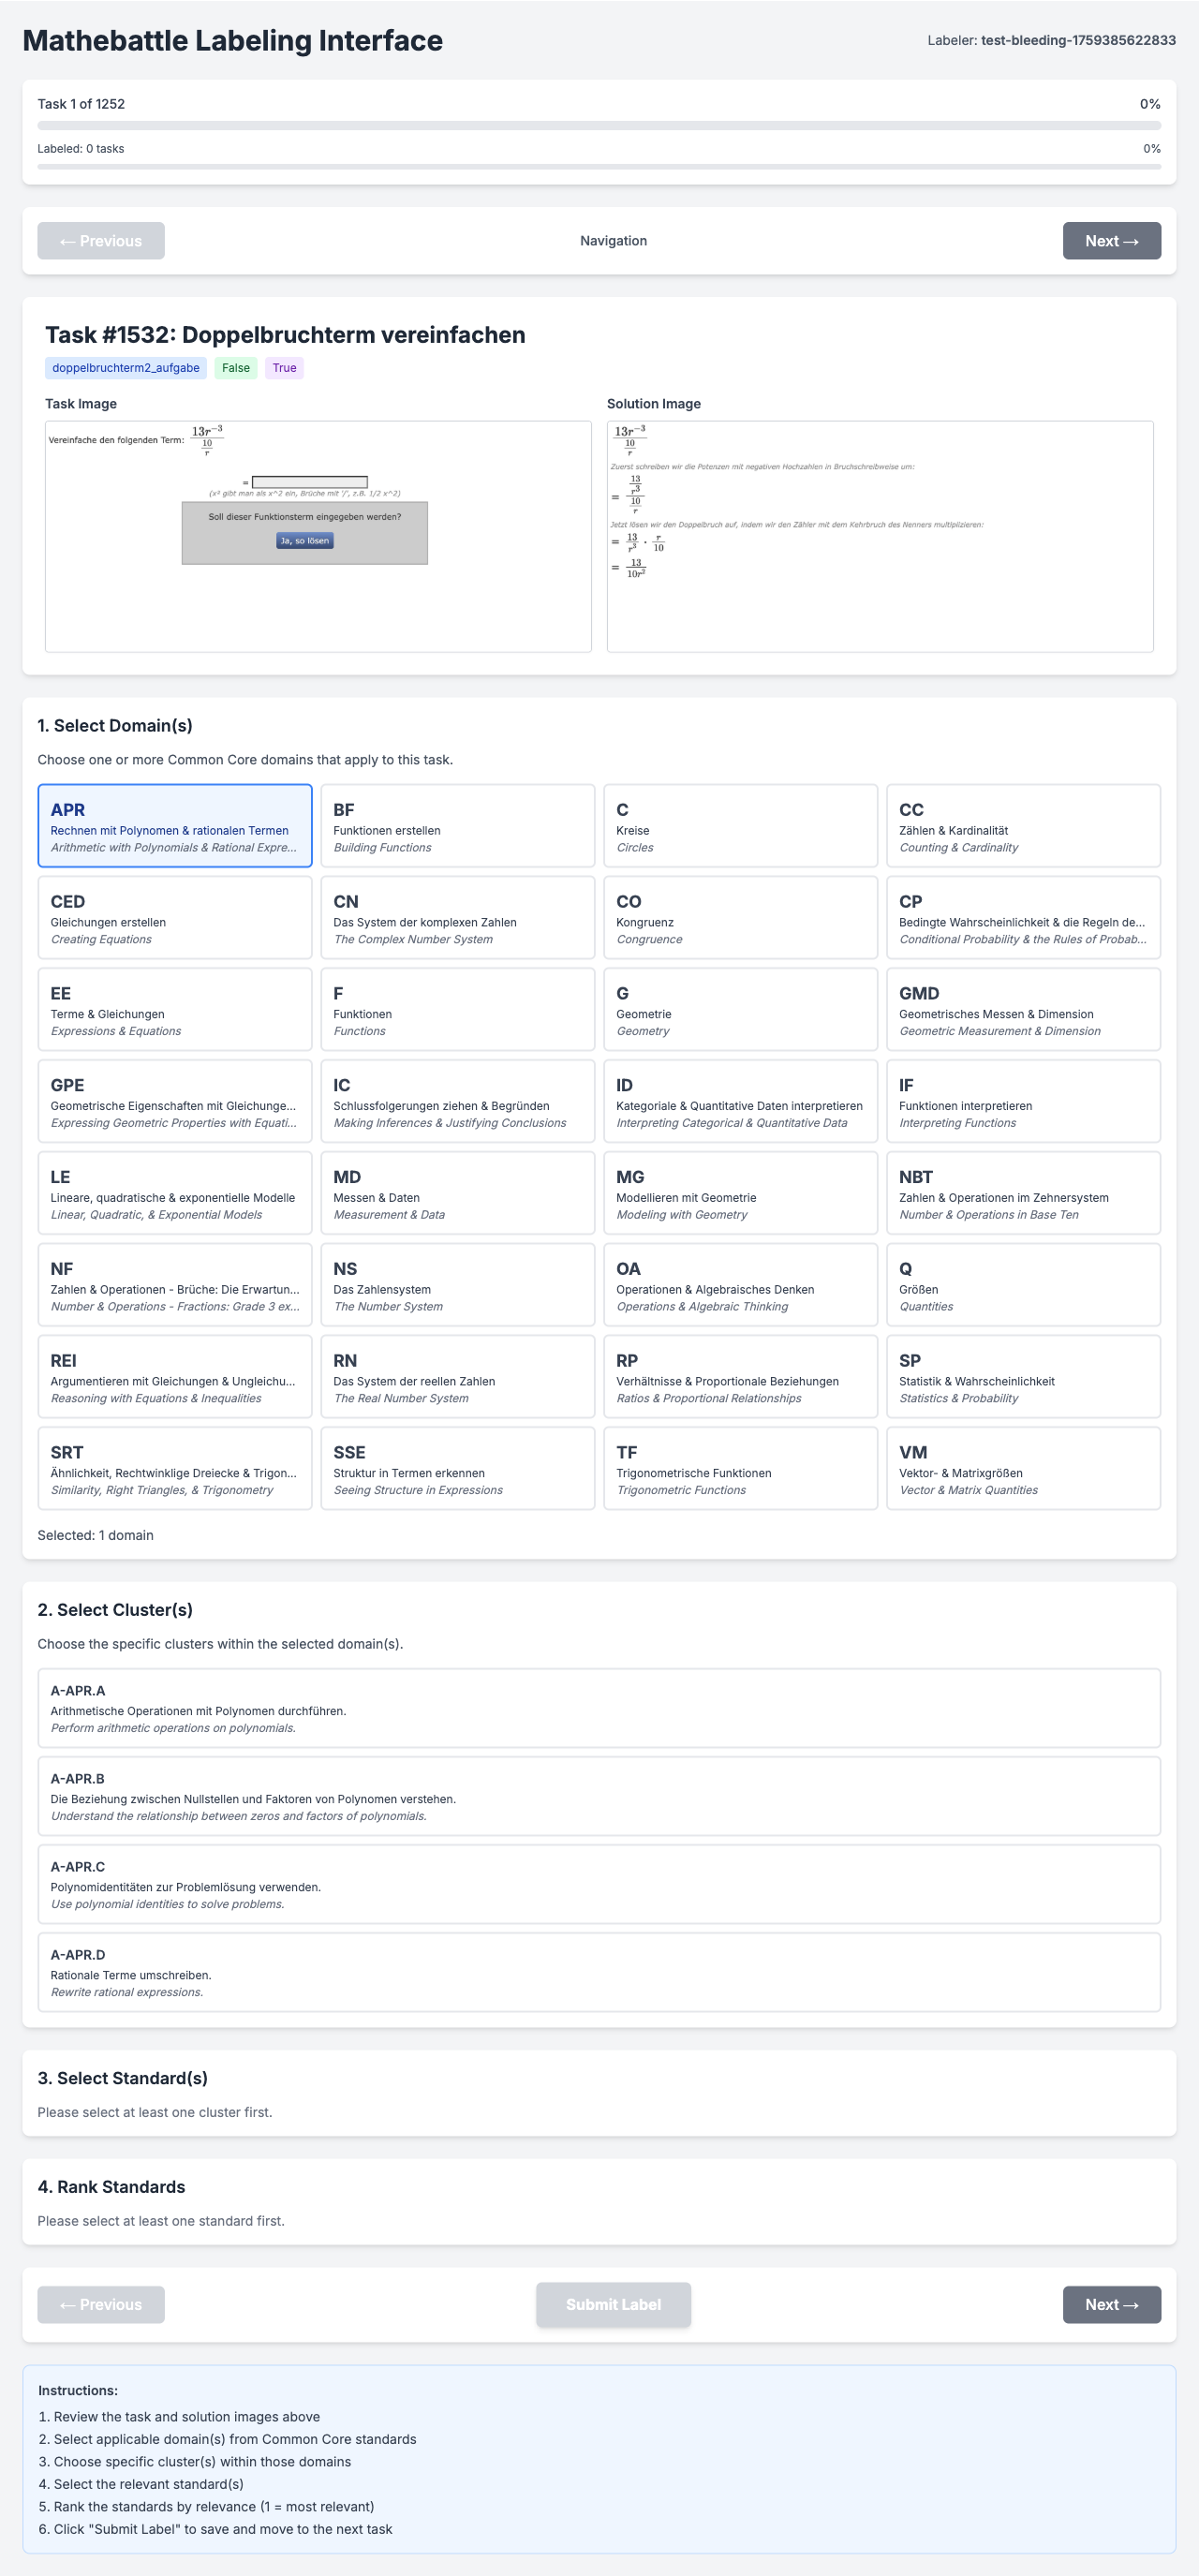 Mathebattle Labeling Interface
Labeler: test-bleeding-1759385622833
Task 1 of 1252
0%
Labeled: 0 tasks
0%
← Previous
Navigation
Next →
Task #1532: Doppelbruchterm vereinfachen
doppelbruchterm2_aufgabe
False
True
Task Image
Vereinfache den folgenden Term: 13r⁻³ / (10/r)
=
(x² gibt man als x^2 ein, Brüche mit '/', z.B. 1/2 x^2)
Soll dieser Funktionsterm eingegeben werden?
Ja, so lösen
Solution Image
13r⁻³ / (10/r)
Zuerst schreiben wir die Potenzen mit negativen Hochzahlen in Bruchschreibweise um:
= (13/r³) / (10/r)
Jetzt lösen wir den Doppelbruch auf, indem wir den Zähler mit dem Kehrbruch des Nenners multiplizieren:
= 13/r³ · r/10
= 13/10r²
1. Select Domain(s)
Choose one or more Common Core domains that apply to this task.
APR
Rechnen mit Polynomen & rationalen Termen
Arithmetic with Polynomials & Rational Expre...
BF
Funktionen erstellen
Building Functions
C
Kreise
Circles
CC
Zählen & Kardinalität
Counting & Cardinality
CED
Gleichungen erstellen
Creating Equations
CN
Das System der komplexen Zahlen
The Complex Number System
CO
Kongruenz
Congruence
CP
Bedingte Wahrscheinlichkeit & die Regeln de...
Conditional Probability & the Rules of Probab...
EE
Terme & Gleichungen
Expressions & Equations
F
Funktionen
Functions
G
Geometrie
Geometry
GMD
Geometrisches Messen & Dimension
Geometric Measurement & Dimension
GPE
Geometrische Eigenschaften mit Gleichunge...
Expressing Geometric Properties with Equati...
IC
Schlussfolgerungen ziehen & Begründen
Making Inferences & Justifying Conclusions
ID
Kategoriale & Quantitative Daten interpretieren
Interpreting Categorical & Quantitative Data
IF
Funktionen interpretieren
Interpreting Functions
LE
Lineare, quadratische & exponentielle Modelle
Linear, Quadratic, & Exponential Models
MD
Messen & Daten
Measurement & Data
MG
Modellieren mit Geometrie
Modeling with Geometry
NBT
Zahlen & Operationen im Zehnersystem
Number & Operations in Base Ten
NF
Zahlen & Operationen - Brüche: Die Erwartun...
Number & Operations - Fractions: Grade 3 ex...
NS
Das Zahlensystem
The Number System
OA
Operationen & Algebraisches Denken
Operations & Algebraic Thinking
Q
Größen
Quantities
REI
Argumentieren mit Gleichungen & Ungleichu...
Reasoning with Equations & Inequalities
RN
Das System der reellen Zahlen
The Real Number System
RP
Verhältnisse & Proportionale Beziehungen
Ratios & Proportional Relationships
SP
Statistik & Wahrscheinlichkeit
Statistics & Probability
SRT
Ähnlichkeit, Rechtwinklige Dreiecke & Trigon...
Similarity, Right Triangles, & Trigonometry
SSE
Struktur in Termen erkennen
Seeing Structure in Expressions
TF
Trigonometrische Funktionen
Trigonometric Functions
VM
Vektor- & Matrixgrößen
Vector & Matrix Quantities
Selected: 1 domain
2. Select Cluster(s)
Choose the specific clusters within the selected domain(s).
A-APR.A
Arithmetische Operationen mit Polynomen durchführen.
Perform arithmetic operations on polynomials.
A-APR.B
Die Beziehung zwischen Nullstellen und Faktoren von Polynomen verstehen.
Understand the relationship between zeros and factors of polynomials.
A-APR.C
Polynomidentitäten zur Problemlösung verwenden.
Use polynomial identities to solve problems.
A-APR.D
Rationale Terme umschreiben.
Rewrite rational expressions.
3. Select Standard(s)
Please select at least one cluster first.
4. Rank Standards
Please select at least one standard first.
← Previous
Submit Label
Next →
Instructions:
1. Review the task and solution images above
2. Select applicable domain(s) from Common Core standards
3. Choose specific cluster(s) within those domains
4. Select the relevant standard(s)
5. Rank the standards by relevance (1 = most relevant)
6. Click "Submit Label" to save and move to the next task